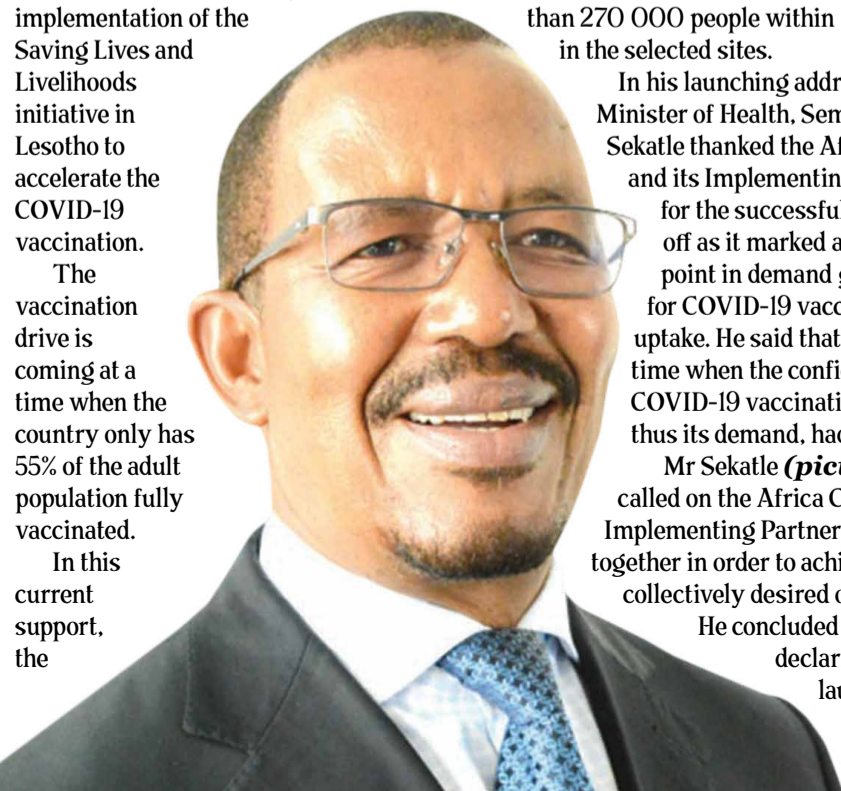 implementation of the
Saving Lives and
Livelihoods
initiative in
Lesotho to
accelerate the
COVID-19
vaccination.
The
vaccination
drive is
coming at a
time when the
country only has
55% of the adult
population fully
vaccinated.
In this
current
support,
the
than 270 000 people within
in the selected sites.
In his launching addr
Minister of Health, Sem
Sekatle thanked the Af
and its Implementin
for the successful
off as it marked a
point in demand g
for COVID-19 vacc
uptake. He said that
time when the confi
COVID-19 vaccinati
thus its demand, had
Mr Sekatle (pict
called on the Africa C
Implementing Partner
together in order to achi
collectively desired o
He concluded
declar
lau